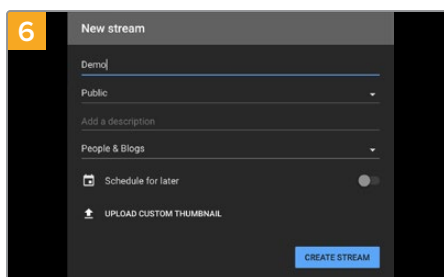 6
New stream
Demo
Public
Add a description
People & Blogs
Schedule for later
UPLOAD CUSTOM THUMBNAIL
CREATE STREAM